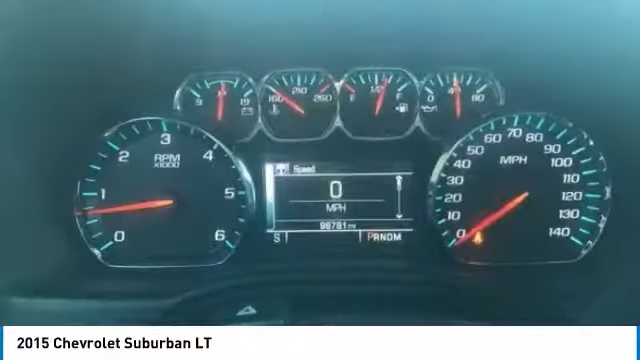 9 14 19
160 210 260
E 1/2 F
0 40 80
0 1 2 3 4 5 6
RPM
x1000
Speed
0
MPH
98791 mi
S PRNDM
0 10 20 30 40 50 60 70 80 90 100 110 120 130 140
MPH
2015 Chevrolet Suburban LT